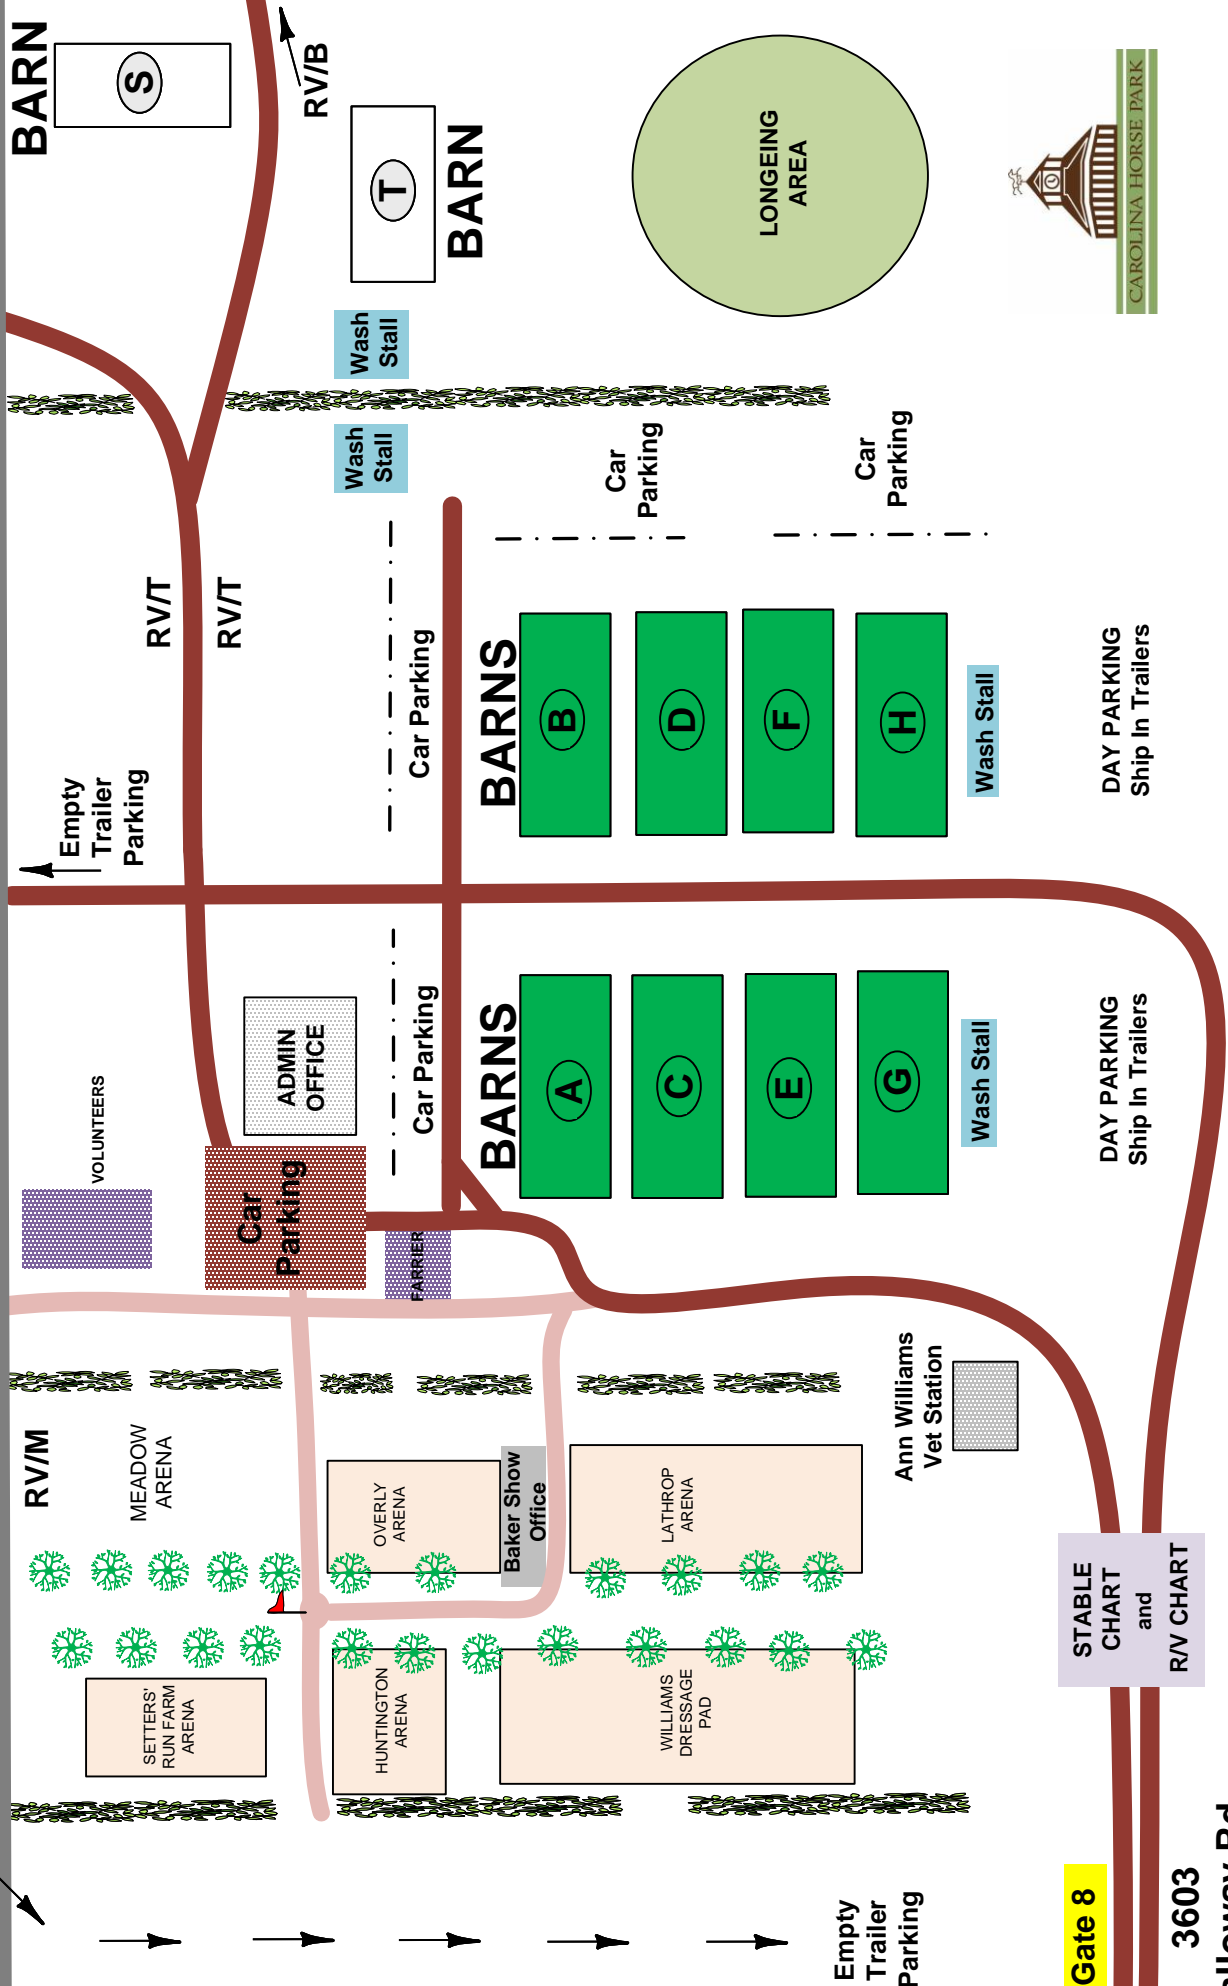 BARN
S
RV/B
T
BARN
LONGEING
AREA
CAROLINA HORSE PARK
Wash
Stall
Wash
Stall
Car
Parking
Car
Parking
RV/T
RV/T
Car Parking
Empty
Trailer
Parking
BARNS
B
D
F
H
Wash Stall
DAY PARKING
Ship In Trailers
VOLUNTEERS
ADMIN
OFFICE
Car
Parking
FARRIER
Car Parking
BARNS
A
C
E
G
Wash Stall
DAY PARKING
Ship In Trailers
RV/M
MEADOW
ARENA
OVERLY
ARENA
Baker Show
Office
LATHROP
ARENA
Ann Williams
Vet Station
SETTERS'
RUN FARM
ARENA
HUNTINGTON
ARENA
WILLIAMS
DRESSAGE
PAD
STABLE
CHART
and
R/V CHART
Empty
Trailer
Parking
Gate 8
3603